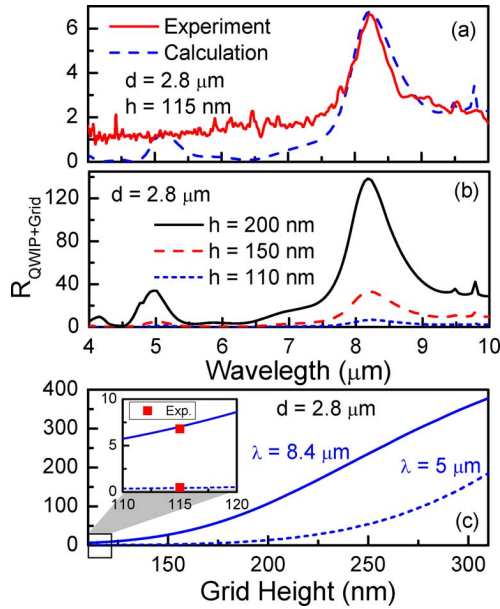 Experiment (a)
Calculation
d = 2.8 μm
h = 115 nm
6
4
2
0
d = 2.8 μm (b)
h = 200 nm
h = 150 nm
h = 110 nm
120
80
40
0
4 5 6 7 8 9 10
R_QWIP+Grid
Wavelegth (μm)
400
300
200
100
0
10
5
0
Exp.
110 115 120
d = 2.8 μm
λ = 8.4 μm
λ = 5 μm
(c)
150 200 250 300
Grid Height (nm)